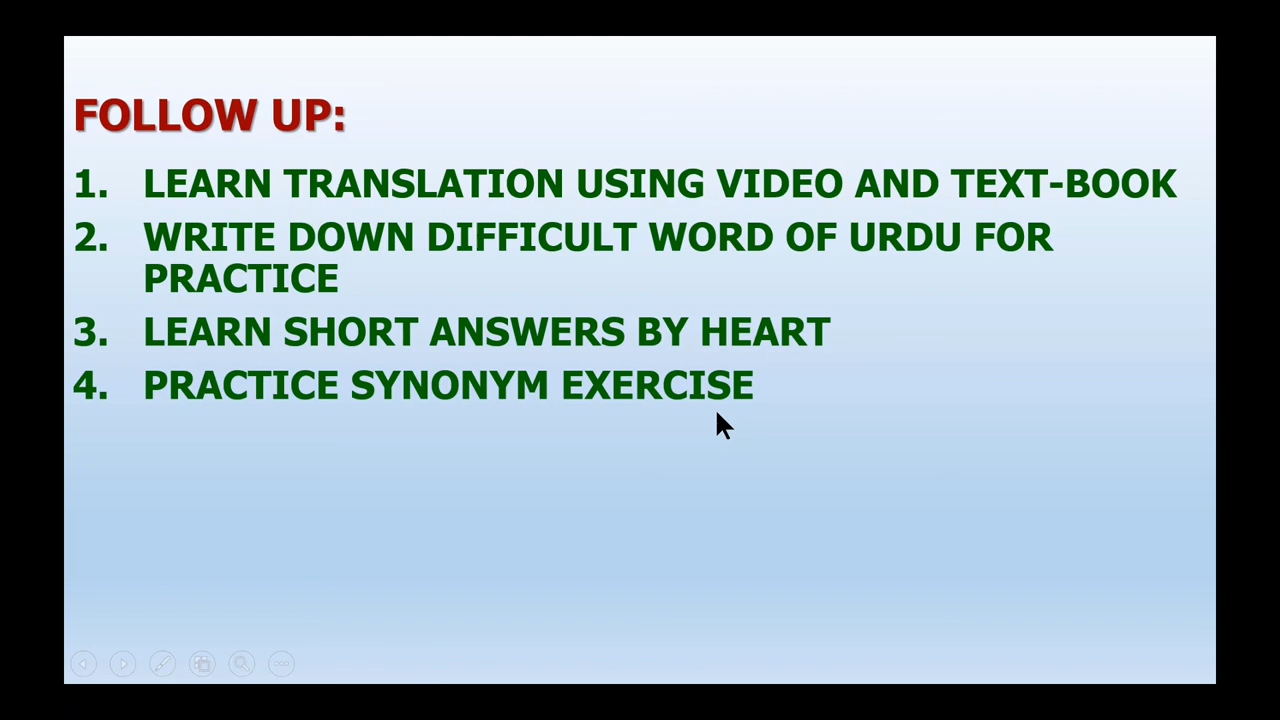 FOLLOW UP:
1. LEARN TRANSLATION USING VIDEO AND TEXT-BOOK
2. WRITE DOWN DIFFICULT WORD OF URDU FOR
PRACTICE
3. LEARN SHORT ANSWERS BY HEART
4. PRACTICE SYNONYM EXERCISE